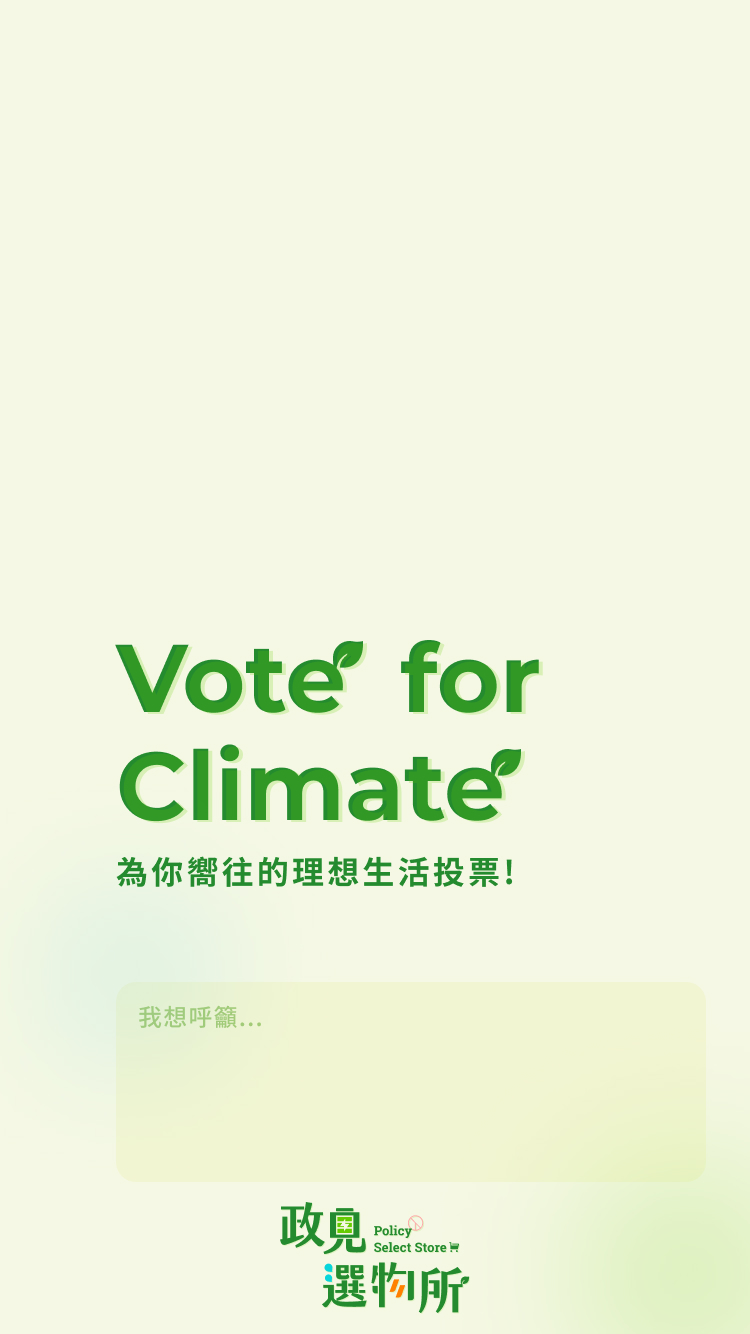 Vote for
Climate
為你嚮往的理想生活投票!
我想呼籲...
政見
Policy
Select Store
選物所